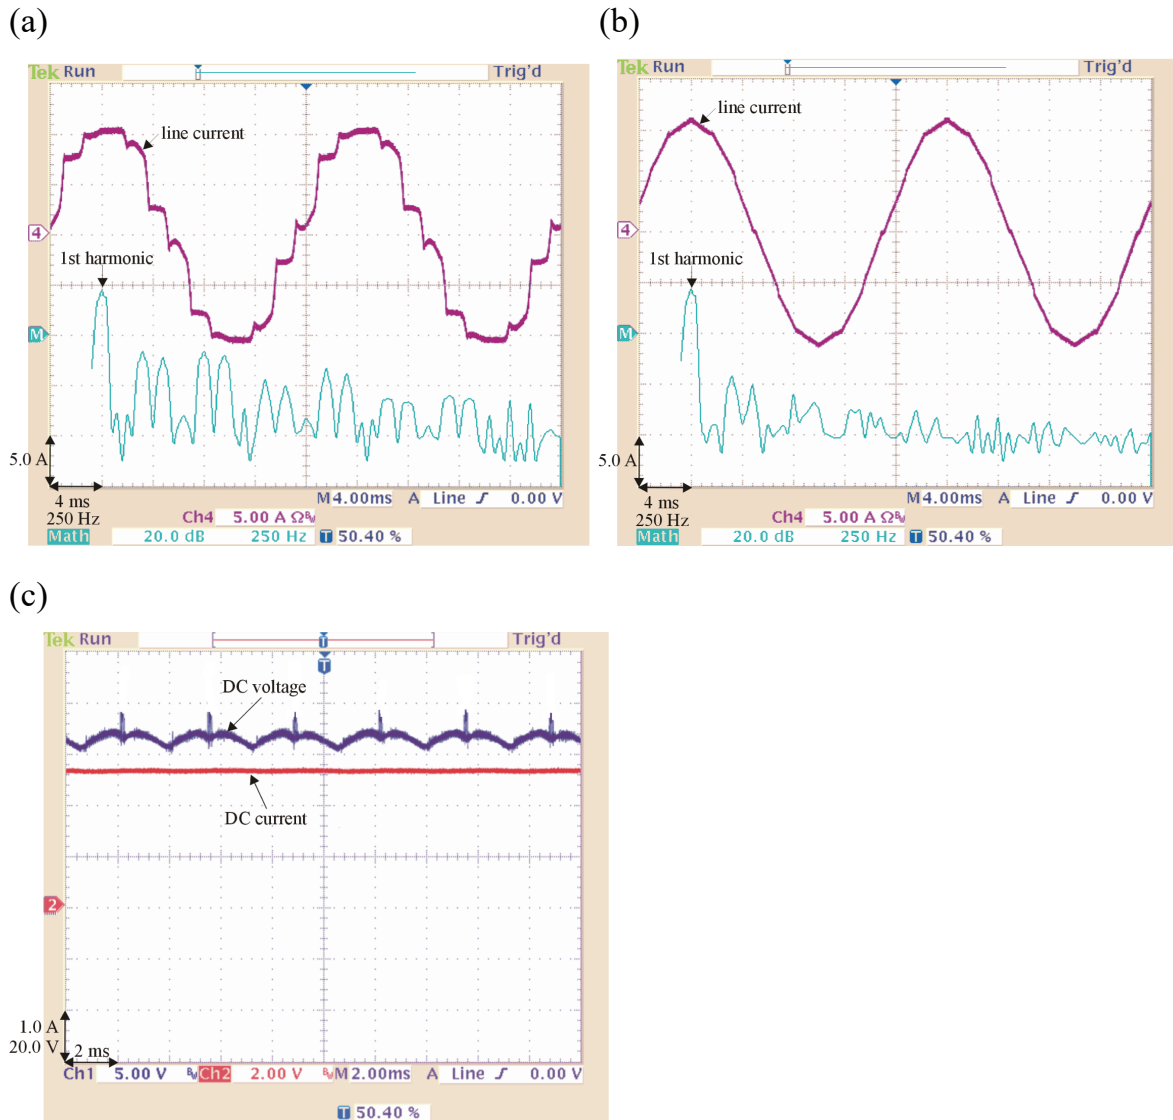 (a)
Tek Run Trig'd
line current
4
1st harmonic
M
5.0 A
4 ms
250 Hz
M 4.00ms A Line ƒ 0.00 V
Ch4 5.00 A Ω Bw
Math 20.0 dB 250 Hz T 50.40 %
(b)
Tek Run Trig'd
line current
4
1st harmonic
M
5.0 A
4 ms
250 Hz
M 4.00ms A Line ƒ 0.00 V
Ch4 5.00 A Ω Bw
Math 20.0 dB 250 Hz T 50.40 %
(c)
Tek Run T Trig'd
T
DC voltage
DC current
2
1.0 A
20.0 V
2 ms
Ch1 5.00 V Bw Ch2 2.00 V Bw M 2.00ms A Line ƒ 0.00 V
T 50.40 %